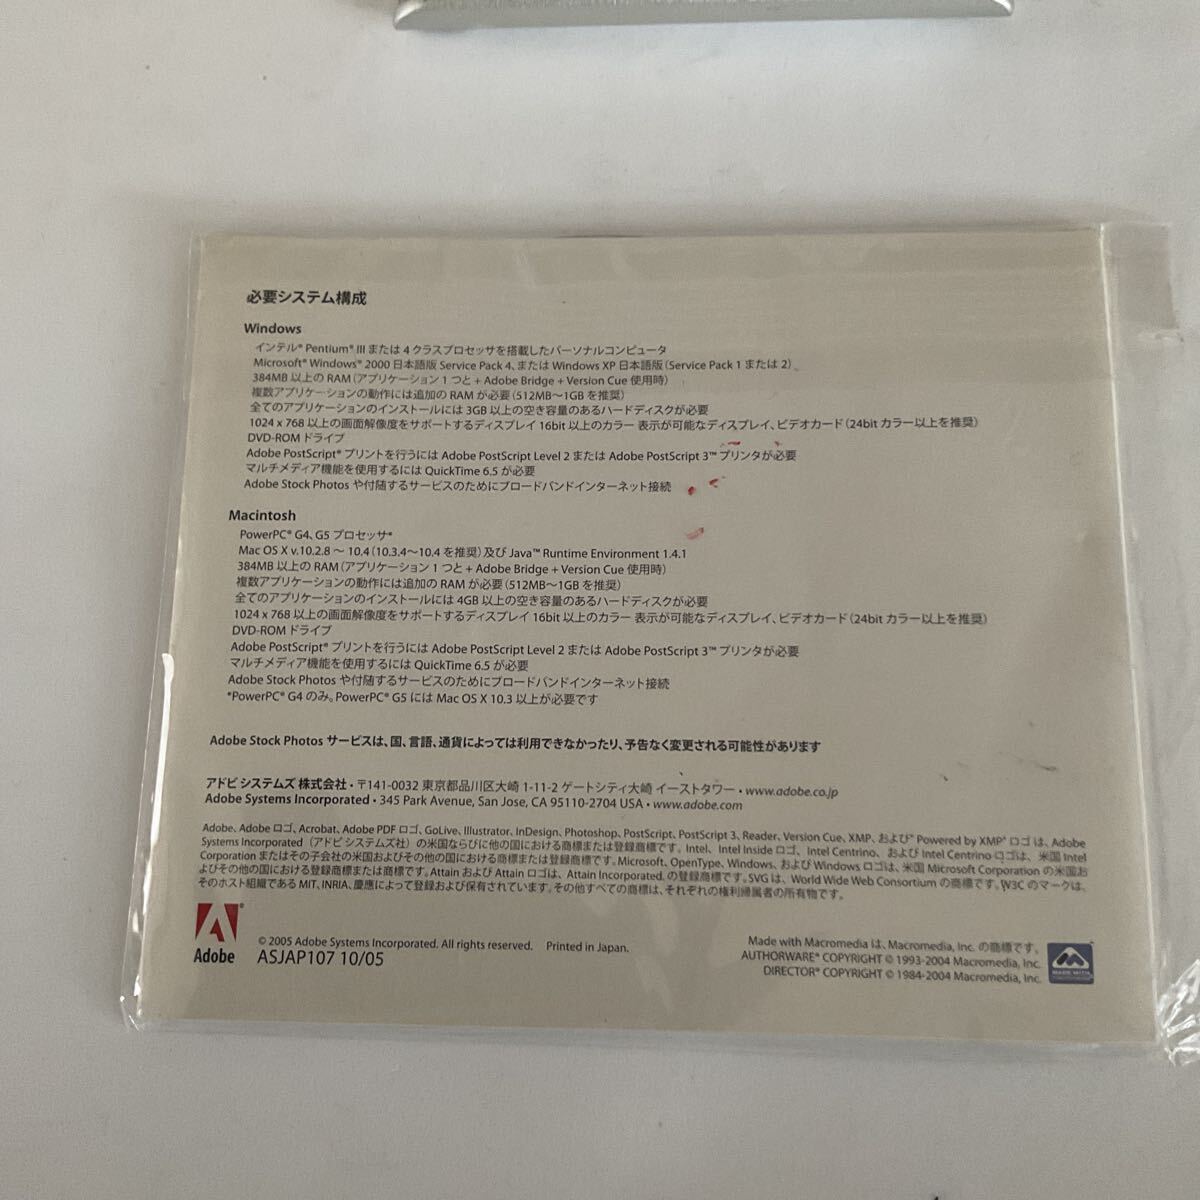 必要システム構成
Windows
インテル® Pentium® III または 4 クラスプロセッサを搭載したパーソナルコンピュータ
Microsoft® Windows® 2000 日本語版 Service Pack 4、または Windows XP 日本語版（Service Pack 1 または 2）
384MB 以上の RAM（アプリケーション 1 つと + Adobe Bridge + Version Cue 使用時）
複数アプリケーションの動作には追加の RAM が必要（512MB〜1GB を推奨）
全てのアプリケーションのインストールには 3GB 以上の空き容量のあるハードディスクが必要
1024 x 768 以上の画面解像度をサポートするディスプレイ 16bit 以上のカラー 表示が可能なディスプレイ、ビデオカード（24bit カラー以上を推奨）
DVD-ROM ドライブ
Adobe PostScript® プリントを行うには Adobe PostScript Level 2 または Adobe PostScript 3™ プリンタが必要
マルチメディア機能を使用するには QuickTime 6.5 が必要
Adobe Stock Photos や付随するサービスのためにブロードバンドインターネット接続
Macintosh
PowerPC® G4、G5 プロセッサ*
Mac OS X v.10.2.8 〜 10.4（10.3.4〜10.4 を推奨）及び Java™ Runtime Environment 1.4.1
384MB 以上の RAM（アプリケーション 1 つと + Adobe Bridge + Version Cue 使用時）
複数アプリケーションの動作には追加の RAM が必要（512MB〜1GB を推奨）
全てのアプリケーションのインストールには 4GB 以上の空き容量のあるハードディスクが必要
1024 x 768 以上の画面解像度をサポートするディスプレイ 16bit 以上のカラー 表示が可能なディスプレイ、ビデオカード（24bit カラー以上を推奨）
DVD-ROM ドライブ
Adobe PostScript® プリントを行うには Adobe PostScript Level 2 または Adobe PostScript 3™ プリンタが必要
マルチメディア機能を使用するには QuickTime 6.5 が必要
Adobe Stock Photos や付随するサービスのためにブロードバンドインターネット接続
*PowerPC® G4 のみ。PowerPC® G5 には Mac OS X 10.3 以上が必要です
Adobe Stock Photos サービスは、国、言語、通貨によっては利用できなかったり、予告なく変更される可能性があります
アドビ システムズ 株式会社・〒141-0032 東京都品川区大崎 1-11-2 ゲートシティ大崎 イーストタワー・www.adobe.co.jp
Adobe Systems Incorporated • 345 Park Avenue, San Jose, CA 95110-2704 USA • www.adobe.com
Adobe、Adobe ロゴ、Acrobat、Adobe PDF ロゴ、GoLive、Illustrator、InDesign、Photoshop、PostScript、PostScript 3、Reader、Version Cue、XMP、および" Powered by XMP" ロゴ は、Adobe
Systems Incorporated（アドビ システムズ社）の米国ならびに他の国における商標または登録商標です。Intel、Intel Inside ロゴ、Intel Centrino、および Intel Centrino ロゴは、米国 Intel
Corporation またはその子会社の米国およびその他の国における商標または登録商標です。Microsoft、OpenType、Windows、および Windows ロゴは、米国 Microsoft Corporation の米国お
よびその他の国における登録商標または商標です。Attain および Attain ロゴは、Attain Incorporated. の登録商標です。SVG は、World Wide Web Consortium の商標です。W3C のマークは、
そのホスト組織である MIT、INRIA、慶應によって登録および保有されています。その他すべての商標は、それぞれの権利帰属者の所有物です。
Adobe
© 2005 Adobe Systems Incorporated. All rights reserved. Printed in Japan.
ASJAP107 10/05
Made with Macromedia は、Macromedia, Inc. の商標です。
AUTHORWARE® COPYRIGHT © 1993-2004 Macromedia, Inc.
DIRECTOR® COPYRIGHT © 1984-2004 Macromedia, Inc.
MADE WITH